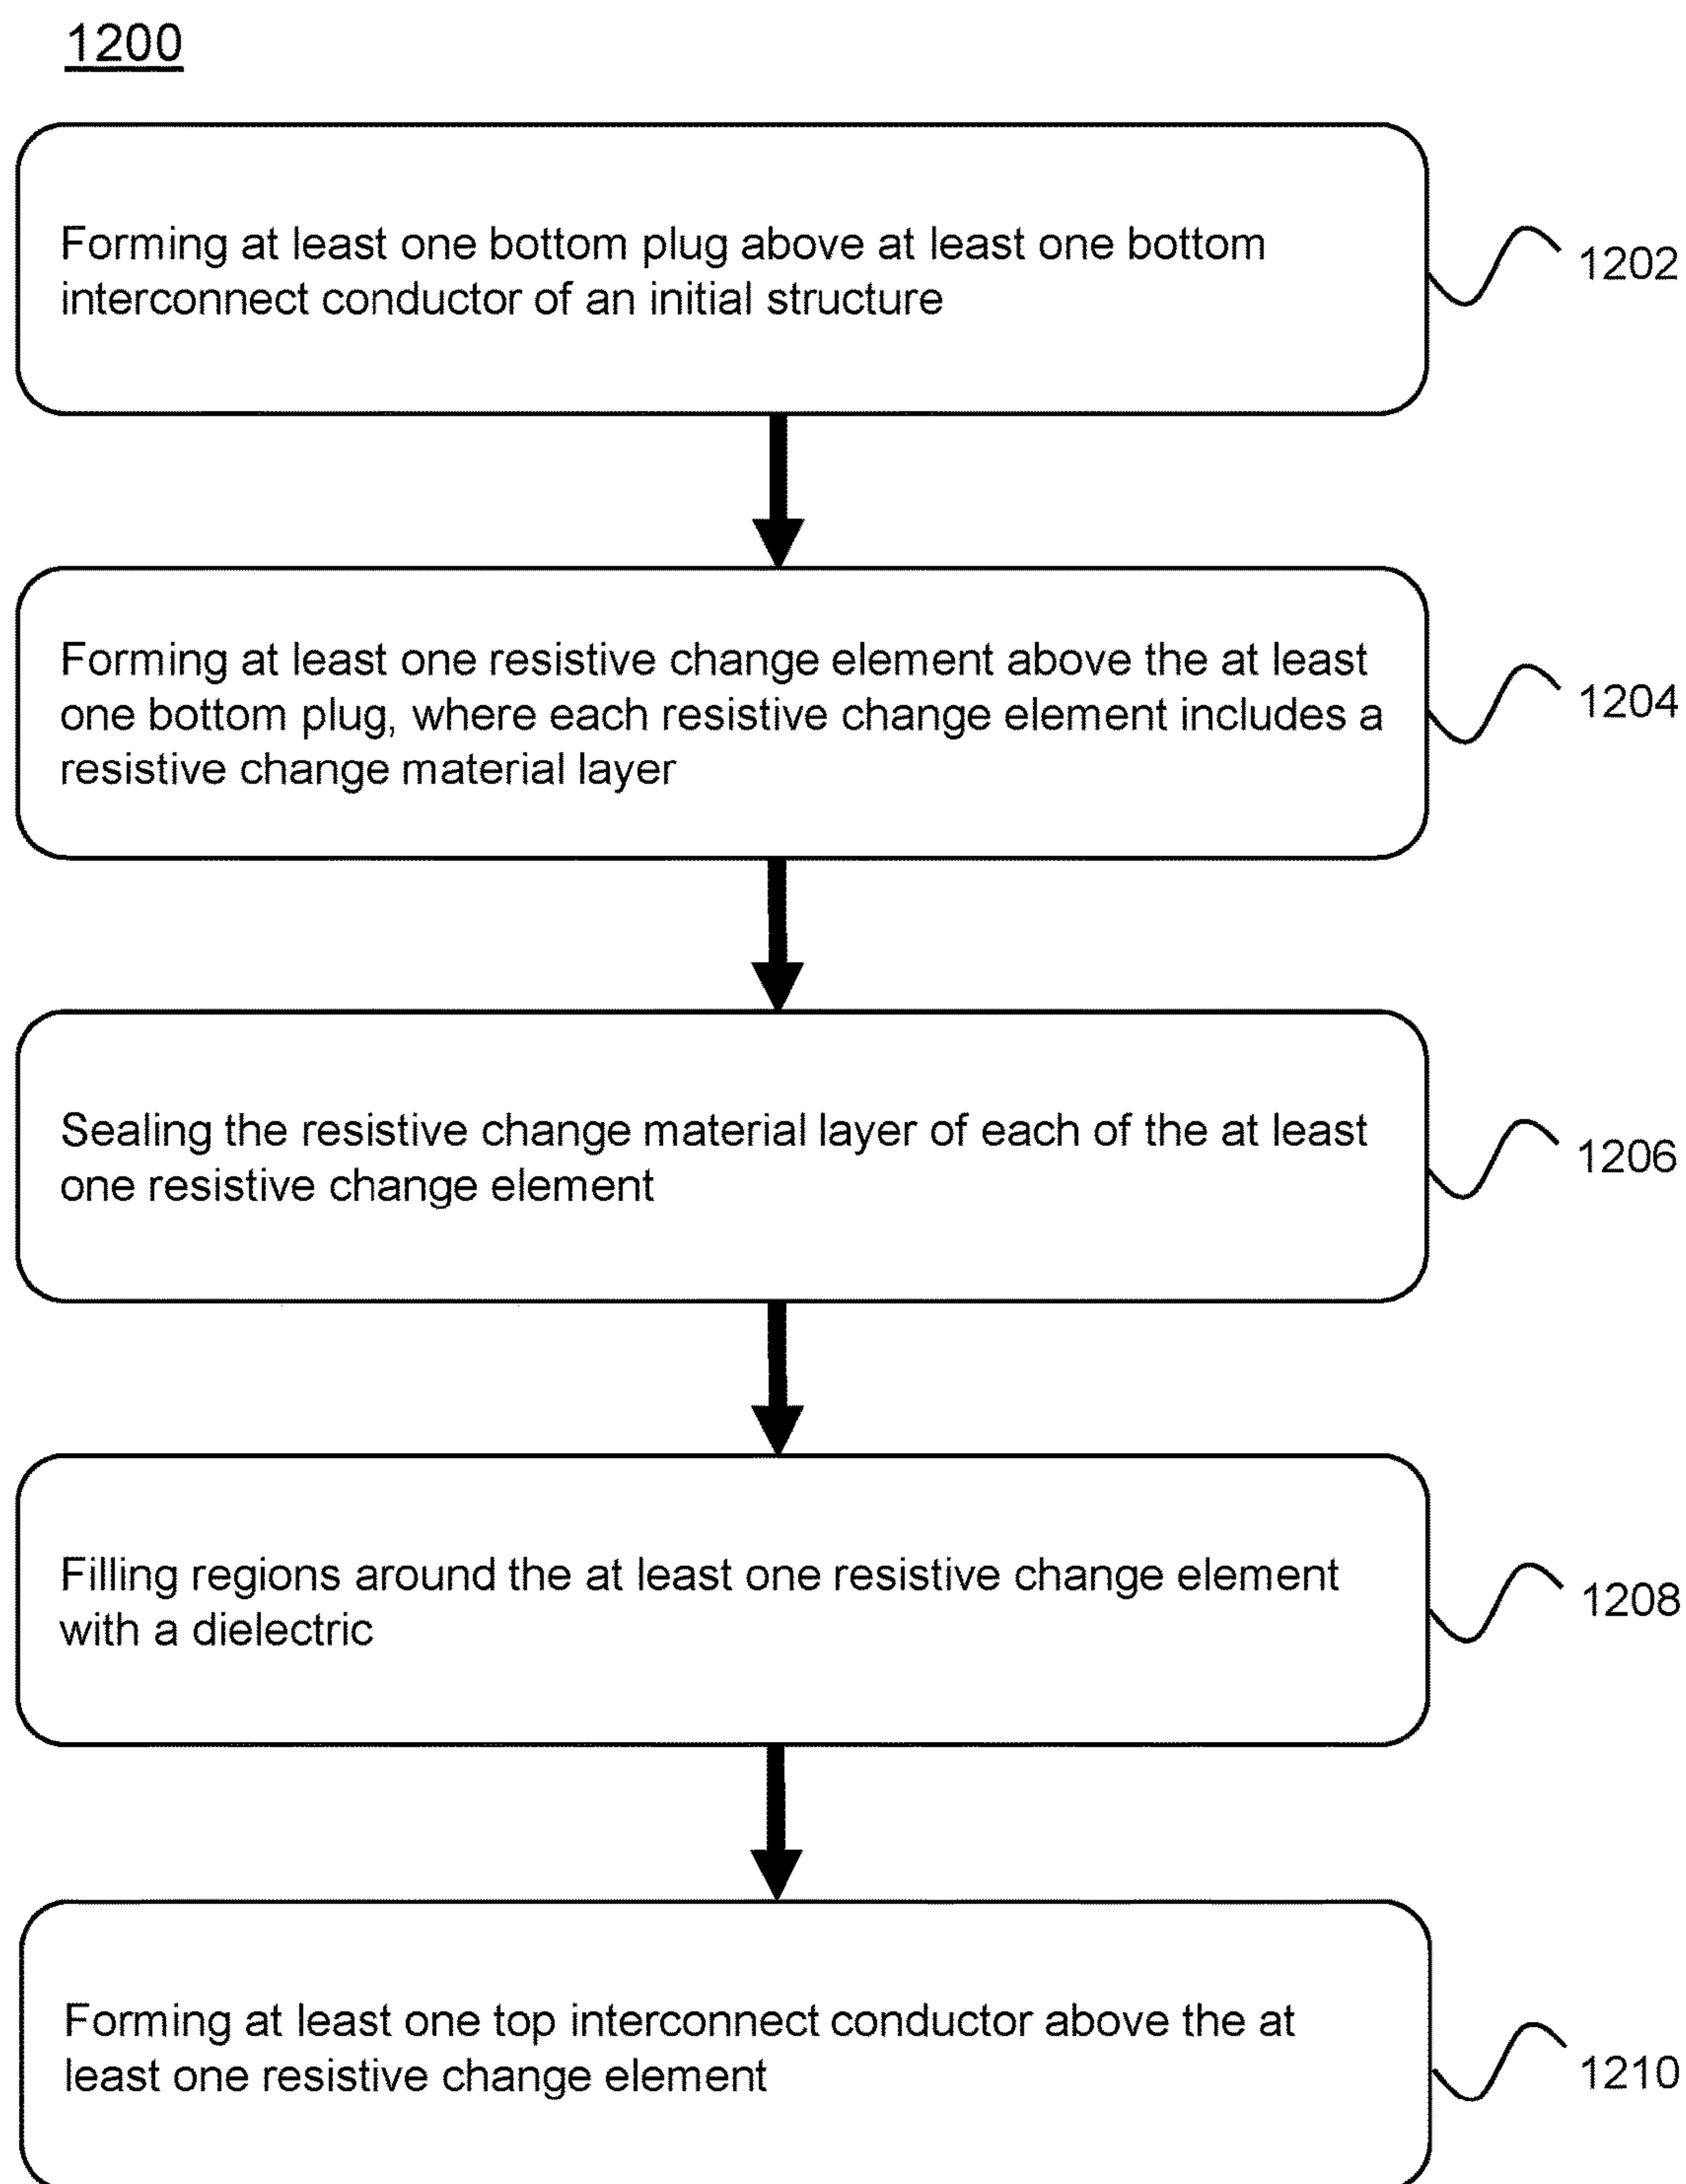 1200
Forming at least one bottom plug above at least one bottom
interconnect conductor of an initial structure
1202
Forming at least one resistive change element above the at least
one bottom plug, where each resistive change element includes a
resistive change material layer
1204
Sealing the resistive change material layer of each of the at least
one resistive change element
1206
Filling regions around the at least one resistive change element
with a dielectric
1208
Forming at least one top interconnect conductor above the at
least one resistive change element
1210